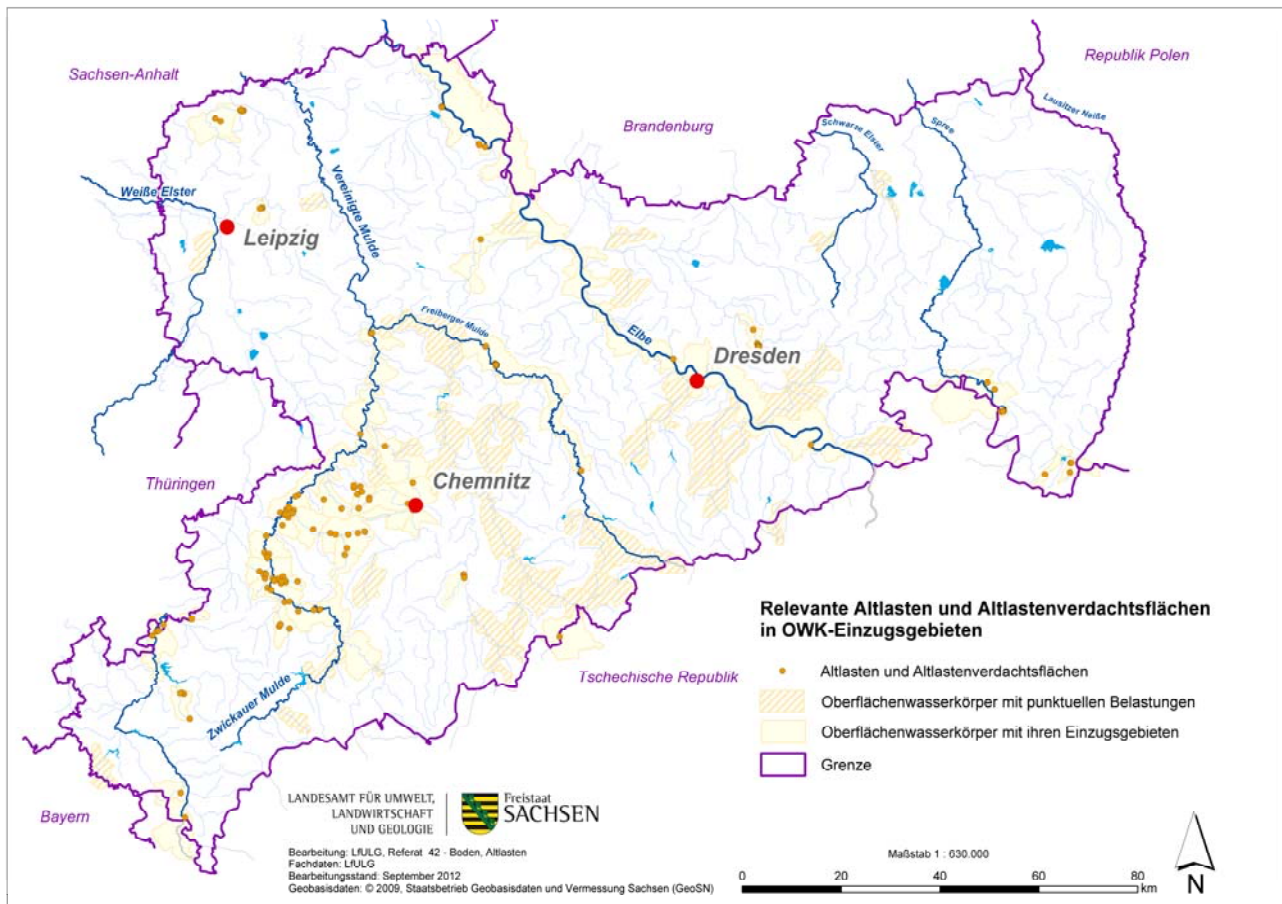 Sachsen-Anhalt
Republik Polen
Brandenburg
Lausitzer Neiße
Schwarze Elster
Spree
Weiße Elster
Vereinigte Mulde
Leipzig
Freiberger Mulde
Elbe
Dresden
Thüringen
Chemnitz
Tschechische Republik
Zwickauer Mulde
Bayern
Relevante Altlasten und Altlastenverdachtsflächen
in OWK-Einzugsgebieten
Altlasten und Altlastenverdachtsflächen
Oberflächenwasserkörper mit punktuellen Belastungen
Oberflächenwasserkörper mit ihren Einzugsgebieten
Grenze
LANDESAMT FÜR UMWELT,
LANDWIRTSCHAFT
UND GEOLOGIE
Freistaat
SACHSEN
Bearbeitung: LfULG, Referat 42 - Boden, Altlasten
Fachdaten: LfULG
Bearbeitungsstand: September 2012
Geobasisdaten: © 2009, Staatsbetrieb Geobasisdaten und Vermessung Sachsen (GeoSN)
Maßstab 1 : 630.000
0 10 20 40 60 80
km
N